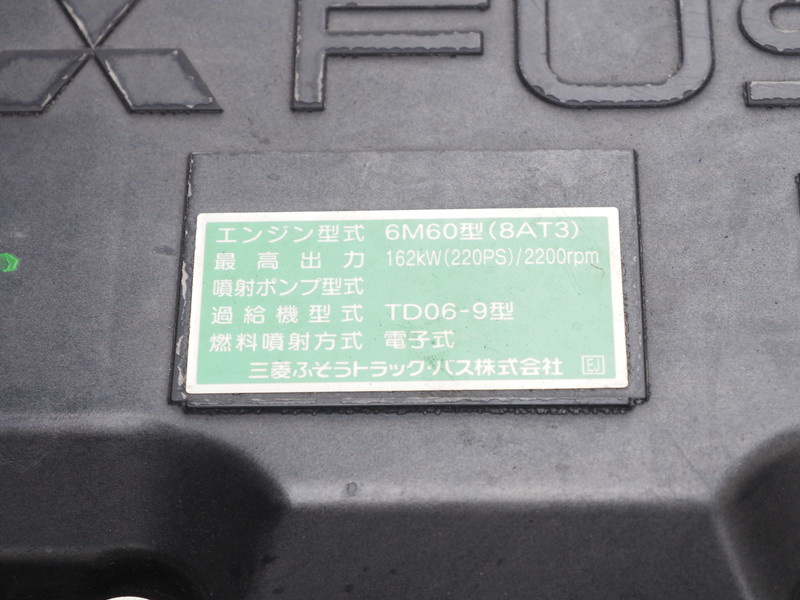 FUS
エンジン型式 6M60型(8AT3)
最高出力 162kW(220PS)/2200rpm
噴射ポンプ型式
過給機型式 TD06-9型
燃料噴射方式 電子式
三菱ふそうトラック・バス株式会社 EJ